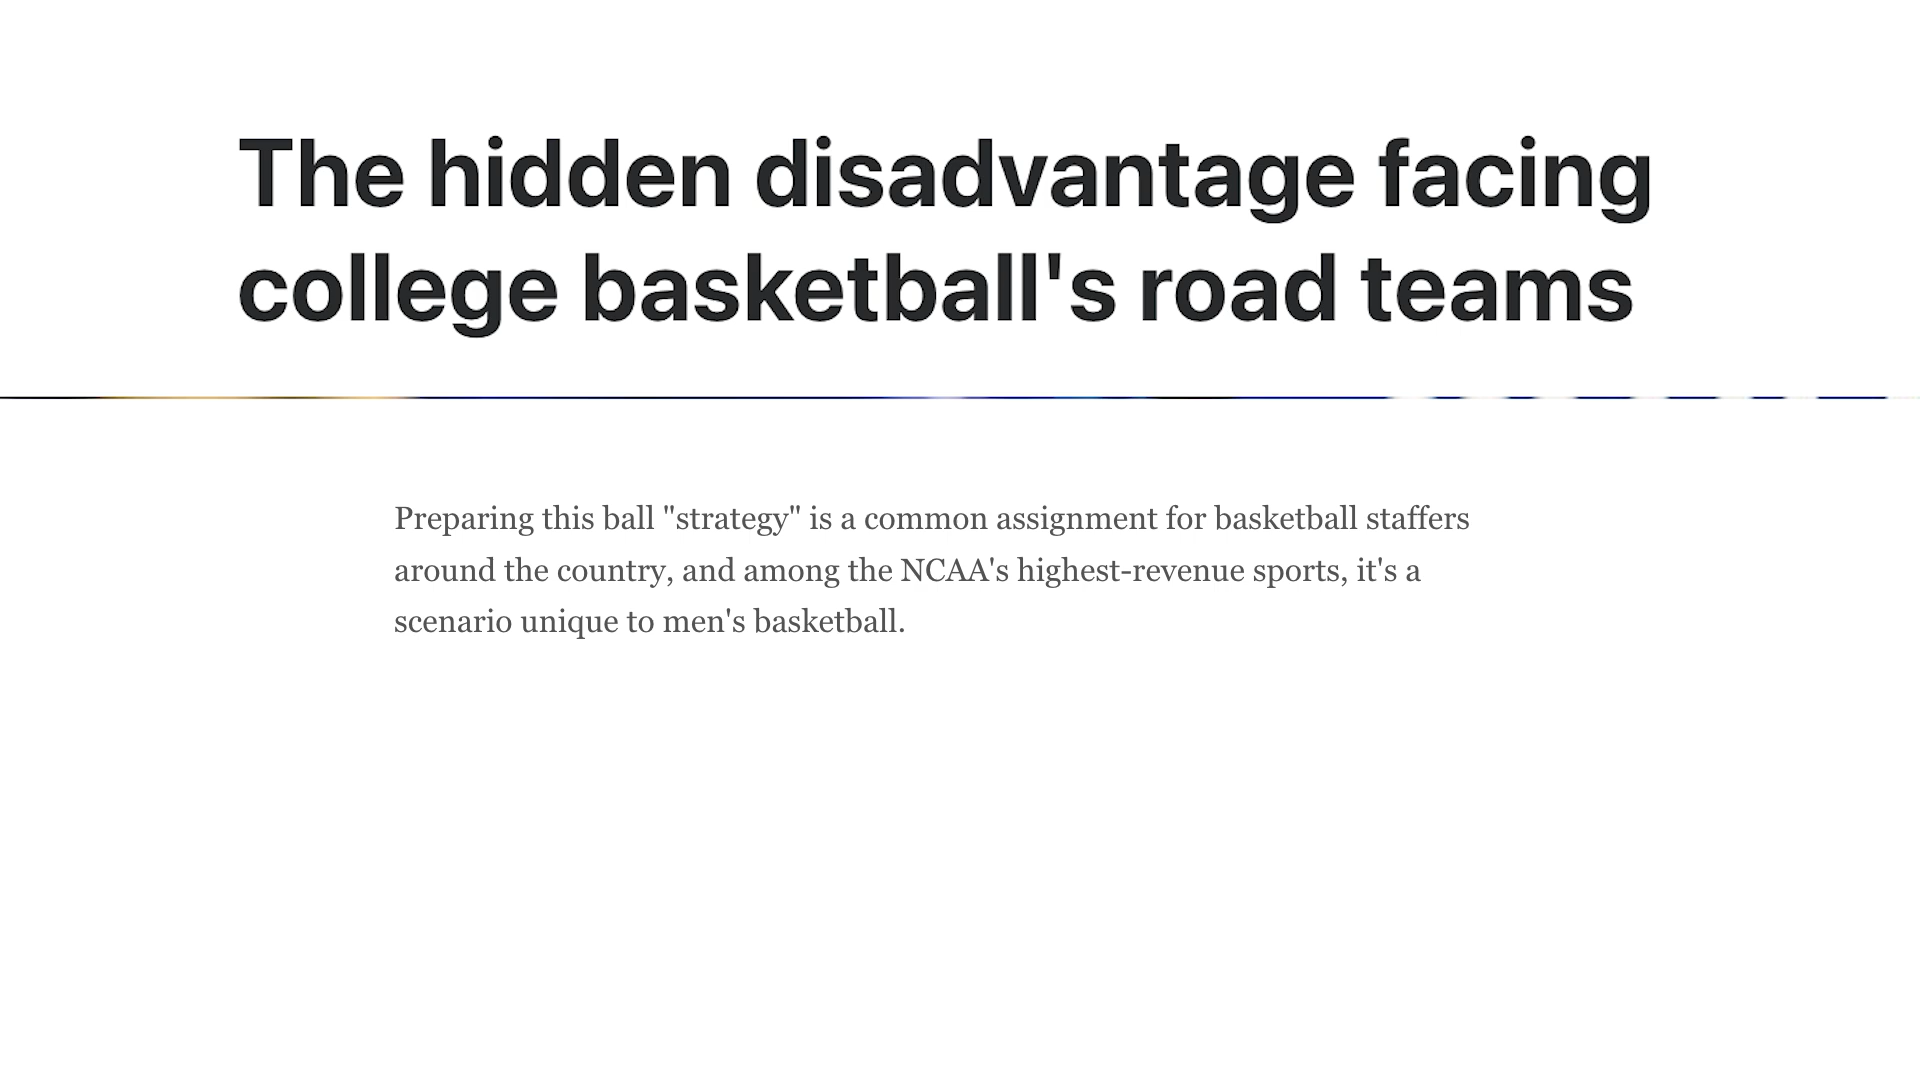 The hidden disadvantage facing
college basketball's road teams
Preparing this ball "strategy" is a common assignment for basketball staffers
around the country, and among the NCAA's highest-revenue sports, it's a
scenario unique to men's basketball.